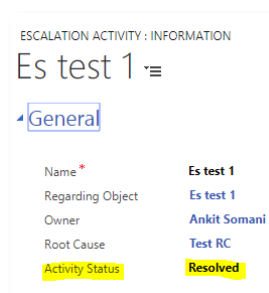 ESCALATION ACTIVITY : INFORMATION
Es test 1
General
Name * Es test 1
Regarding Object Es test 1
Owner Ankit Somani
Root Cause Test RC
Activity Status Resolved